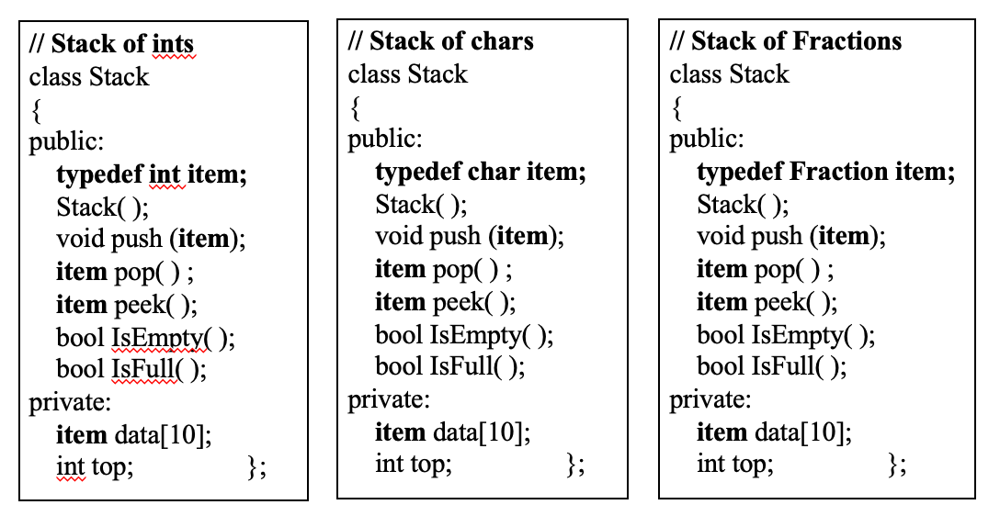 // Stack of ints
class Stack
{
public:
typedef int item;
Stack( );
void push (item);
item pop( ) ;
item peek( );
bool IsEmpty( );
bool IsFull( );
private:
item data[10];
int top; };
// Stack of chars
class Stack
{
public:
typedef char item;
Stack( );
void push (item);
item pop( ) ;
item peek( );
bool IsEmpty( );
bool IsFull( );
private:
item data[10];
int top; };
// Stack of Fractions
class Stack
{
public:
typedef Fraction item;
Stack( );
void push (item);
item pop( ) ;
item peek( );
bool IsEmpty( );
bool IsFull( );
private:
item data[10];
int top; };